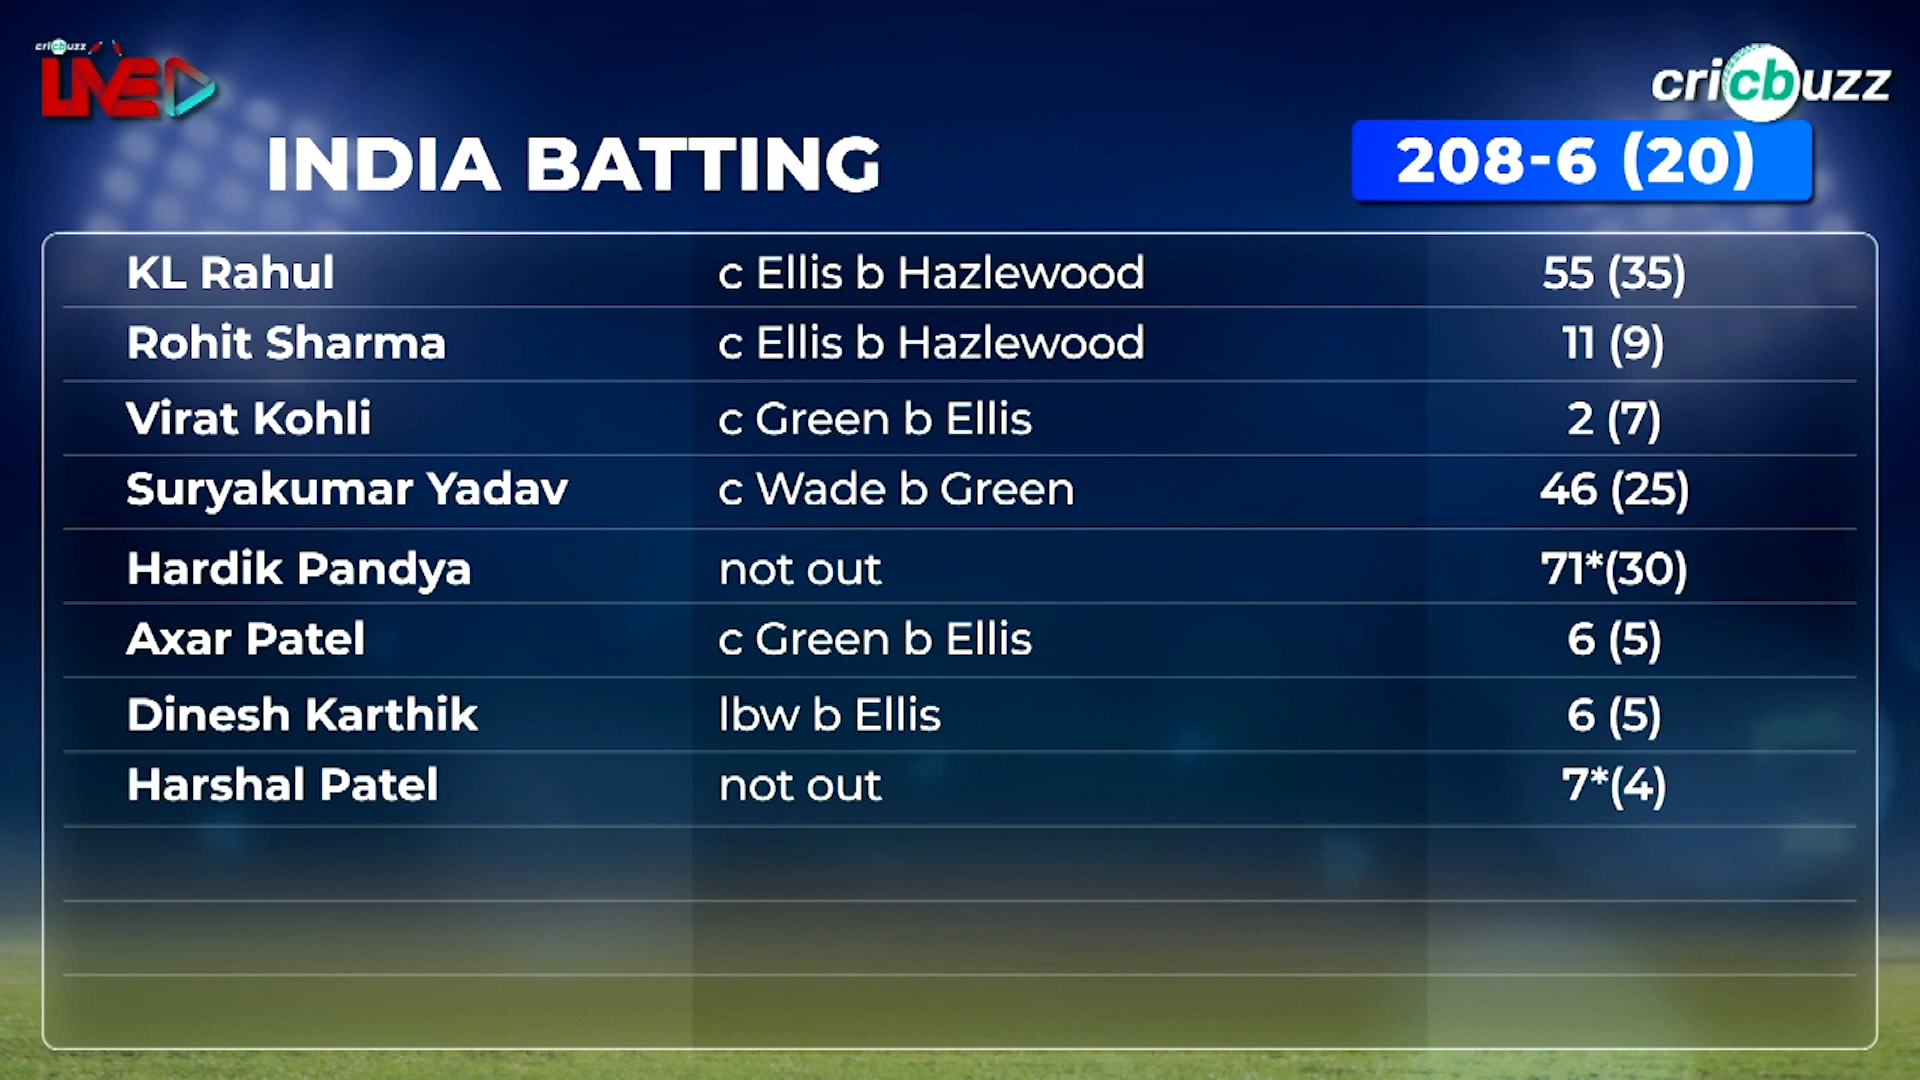 cricbuzz
LIVE
cricbuzz
INDIA BATTING 208-6 (20)
KL Rahul c Ellis b Hazlewood 55 (35)
Rohit Sharma c Ellis b Hazlewood 11 (9)
Virat Kohli c Green b Ellis 2 (7)
Suryakumar Yadav c Wade b Green 46 (25)
Hardik Pandya not out 71*(30)
Axar Patel c Green b Ellis 6 (5)
Dinesh Karthik lbw b Ellis 6 (5)
Harshal Patel not out 7*(4)